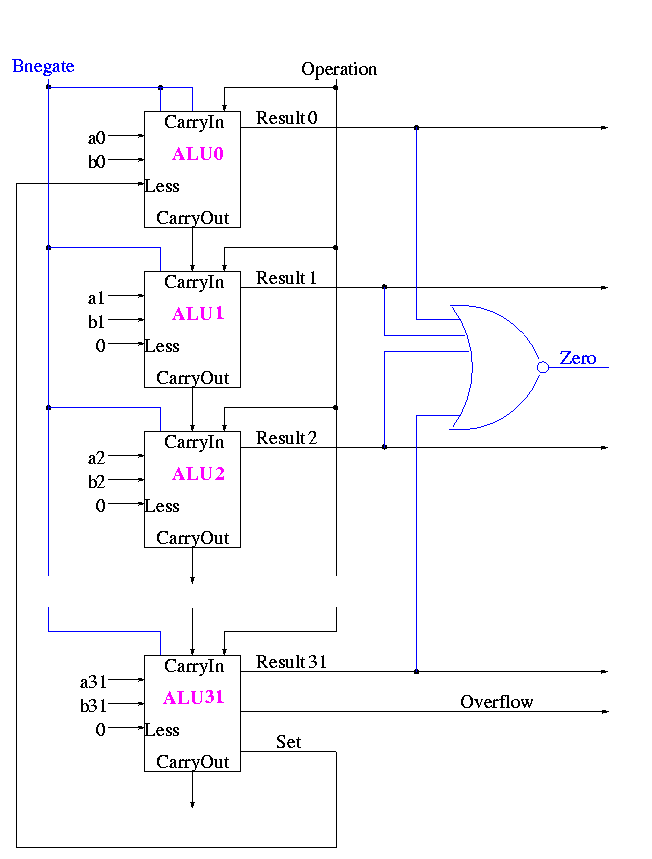 Bnegate
Operation
CarryIn
Result 0
a0
ALU0
b0
Less
CarryOut
CarryIn
Result 1
a1
ALU1
b1
0
Less
Zero
CarryOut
CarryIn
Result 2
a2
ALU2
b2
0
Less
CarryOut
CarryIn
Result 31
a31
ALU31
b31
Overflow
0
Less
Set
CarryOut